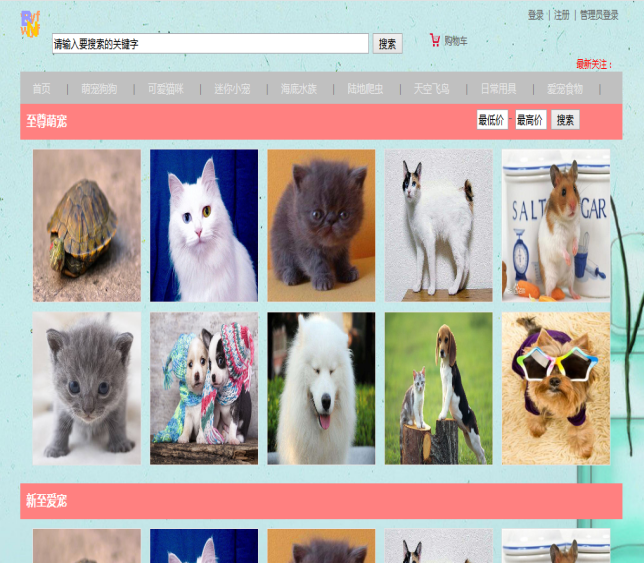 登录 | 注册 | 管理员登录
请输入要搜索的关键字 搜索 购物车
最新关注：
首页 | 萌宠狗狗 | 可爱猫咪 | 迷你小宠 | 海底水族 | 陆地爬虫 | 天空飞鸟 | 日常用具 | 爱宠食物 |
至尊萌宠 最低价 - 最高价 搜索
SALT GAR
新至爱宠